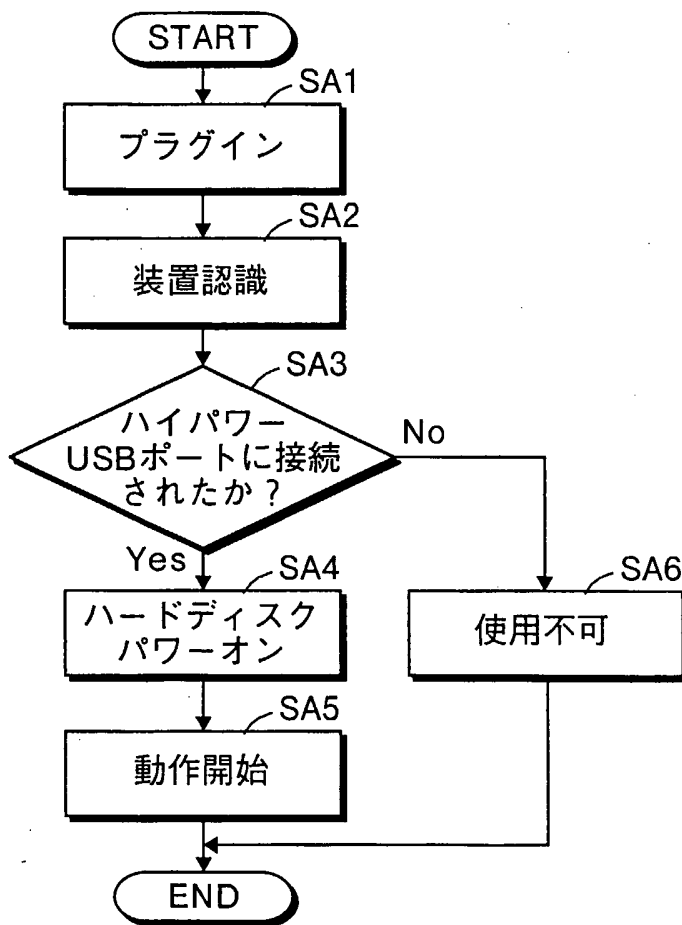 START
SA1
プラグイン
SA2
装置認識
SA3
ハイパワー
USBポートに接続
されたか?
No
Yes
SA4
ハードディスク
パワーオン
SA6
使用不可
SA5
動作開始
END